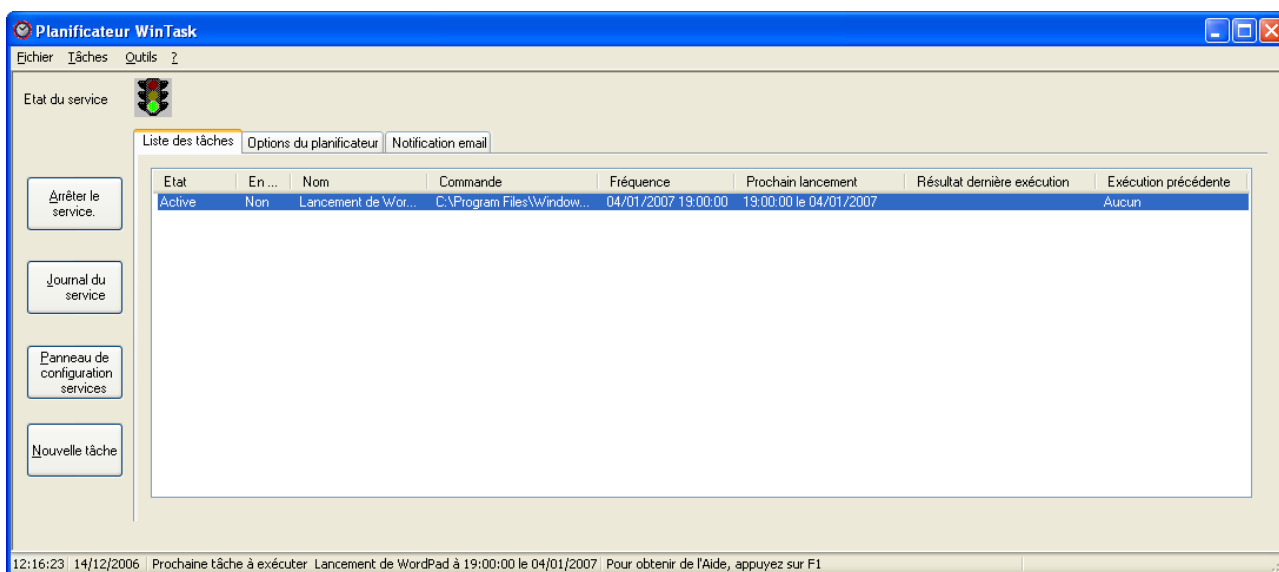 Planificateur WinTask
Fichier Tâches Outils ?
Etat du service
Liste des tâches Options du planificateur Notification email
Arrêter le
service.
Journal du
service
Panneau de
configuration
services
Nouvelle tâche
Etat En ... Nom Commande Fréquence Prochain lancement Résultat dernière exécution Exécution précédente
Active Non Lancement de Wor... C:\Program Files\Window... 04/01/2007 19:00:00 19:00:00 le 04/01/2007 Aucun
12:16:23 14/12/2006 Prochaine tâche à exécuter Lancement de WordPad à 19:00:00 le 04/01/2007 Pour obtenir de l'Aide, appuyez sur F1